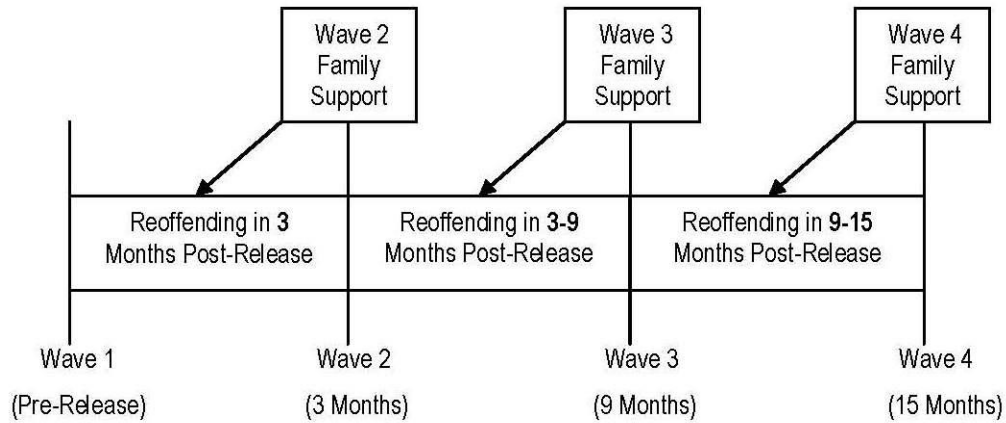 Wave 2
Family
Support
Wave 3
Family
Support
Wave 4
Family
Support
Reoffending in 3
Months Post-Release
Reoffending in 3-9
Months Post-Release
Reoffending in 9-15
Months Post-Release
Wave 1
(Pre-Release)
Wave 2
(3 Months)
Wave 3
(9 Months)
Wave 4
(15 Months)